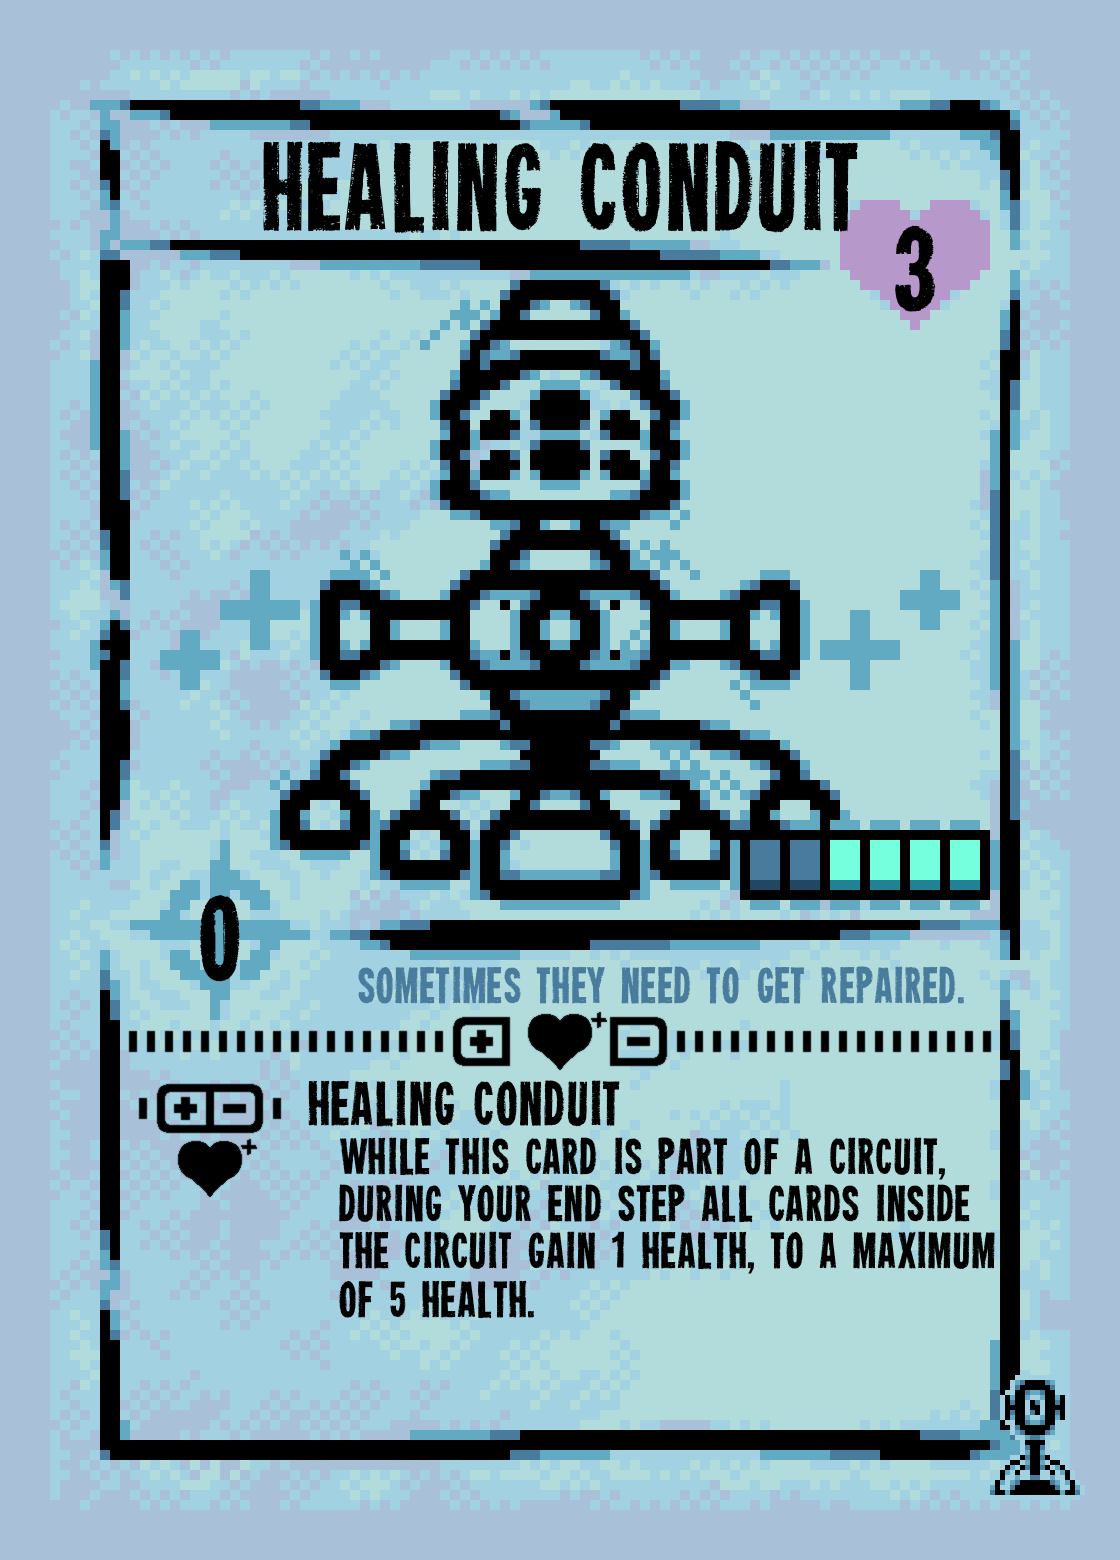 HEALING CONDUIT
3
0
SOMETIMES THEY NEED TO GET REPAIRED.
HEALING CONDUIT
WHILE THIS CARD IS PART OF A CIRCUIT,
DURING YOUR END STEP ALL CARDS INSIDE
THE CIRCUIT GAIN 1 HEALTH, TO A MAXIMUM
OF 5 HEALTH.